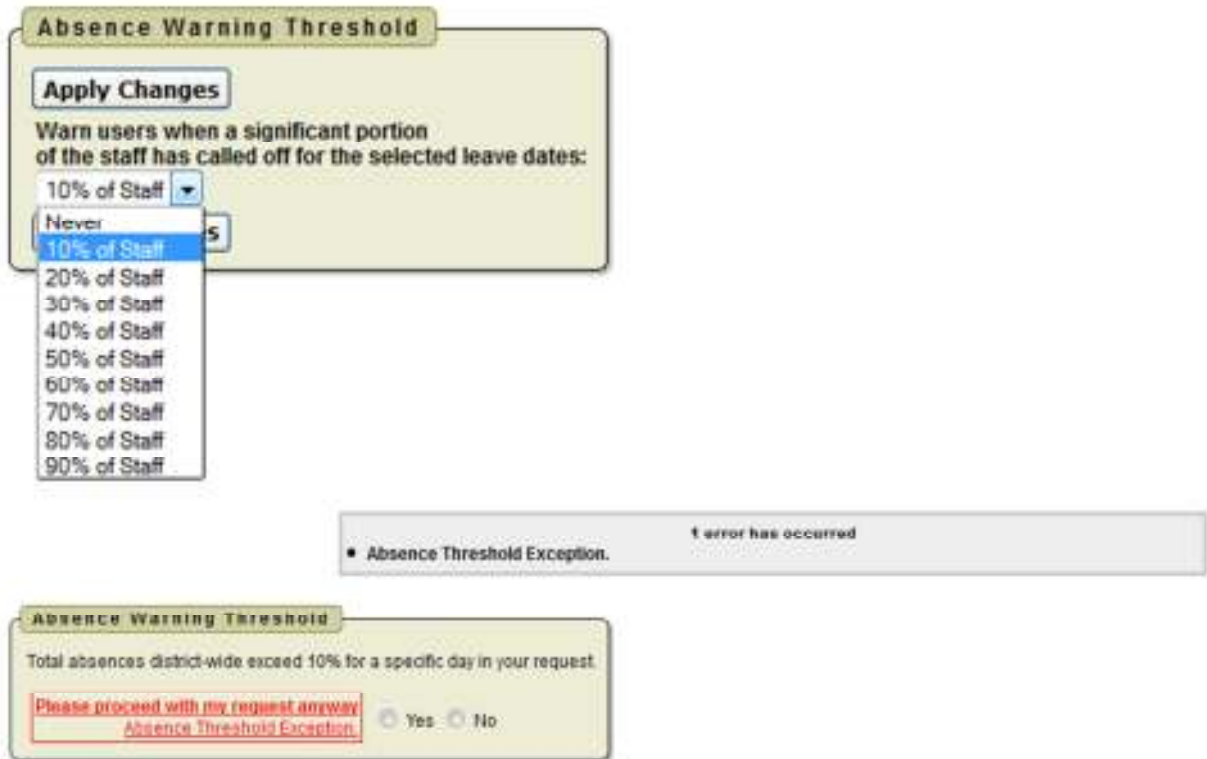 Absence Warning Threshold
Apply Changes
Warn users when a significant portion
of the staff has called off for the selected leave dates:
10% of Staff
Never
s
10% of Staff
20% of Staff
30% of Staff
40% of Staff
50% of Staff
60% of Staff
70% of Staff
80% of Staff
90% of Staff
1 error has occurred
• Absence Threshold Exception.
Absence Warning Threshold
Total absences district-wide exceed 10% for a specific day in your request.
Please proceed with my request anyway
Absence Threshold Exception.
Yes No